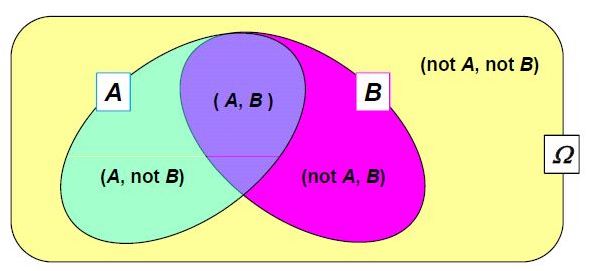 (not A, not B)
A
( A, B )
B
Ω
(A, not B)
(not A, B)